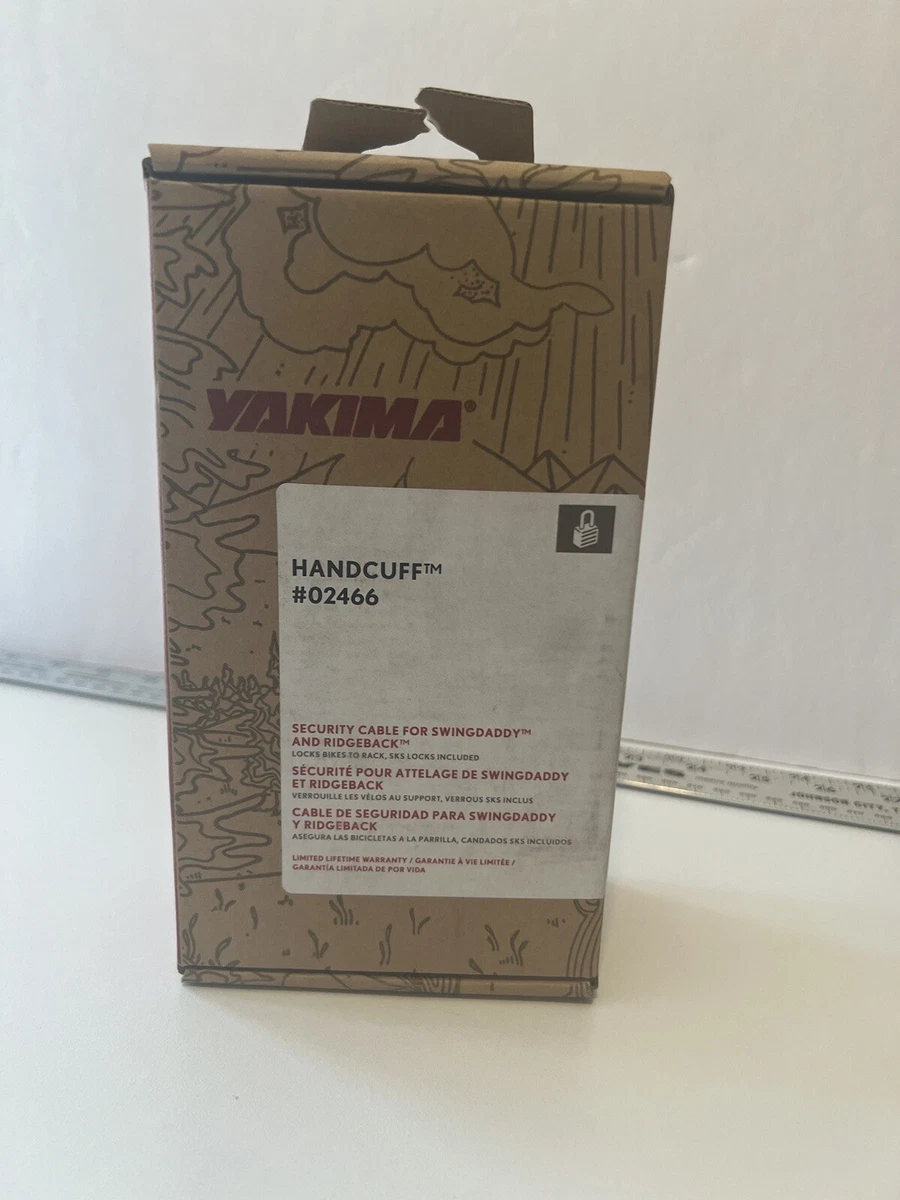 YAKIMA®
HANDCUFF™
#02466
SECURITY CABLE FOR SWINGDADDY™
AND RIDGEBACK™
LOCKS BIKES TO RACK, SKS LOCKS INCLUDED
SÉCURITÉ POUR ATTELAGE DE SWINGDADDY
ET RIDGEBACK
VERROUILLE LES VÉLOS AU SUPPORT, VERROUS SKS INCLUS
CABLE DE SEGURIDAD PARA SWINGDADDY
Y RIDGEBACK
ASEGURA LAS BICICLETAS A LA PARRILLA, CANDADOS SKS INCLUIDOS
LIMITED LIFETIME WARRANTY / GARANTIE À VIE LIMITÉE /
GARANTÍA LIMITADA DE POR VIDA
JOHNSON CITY,